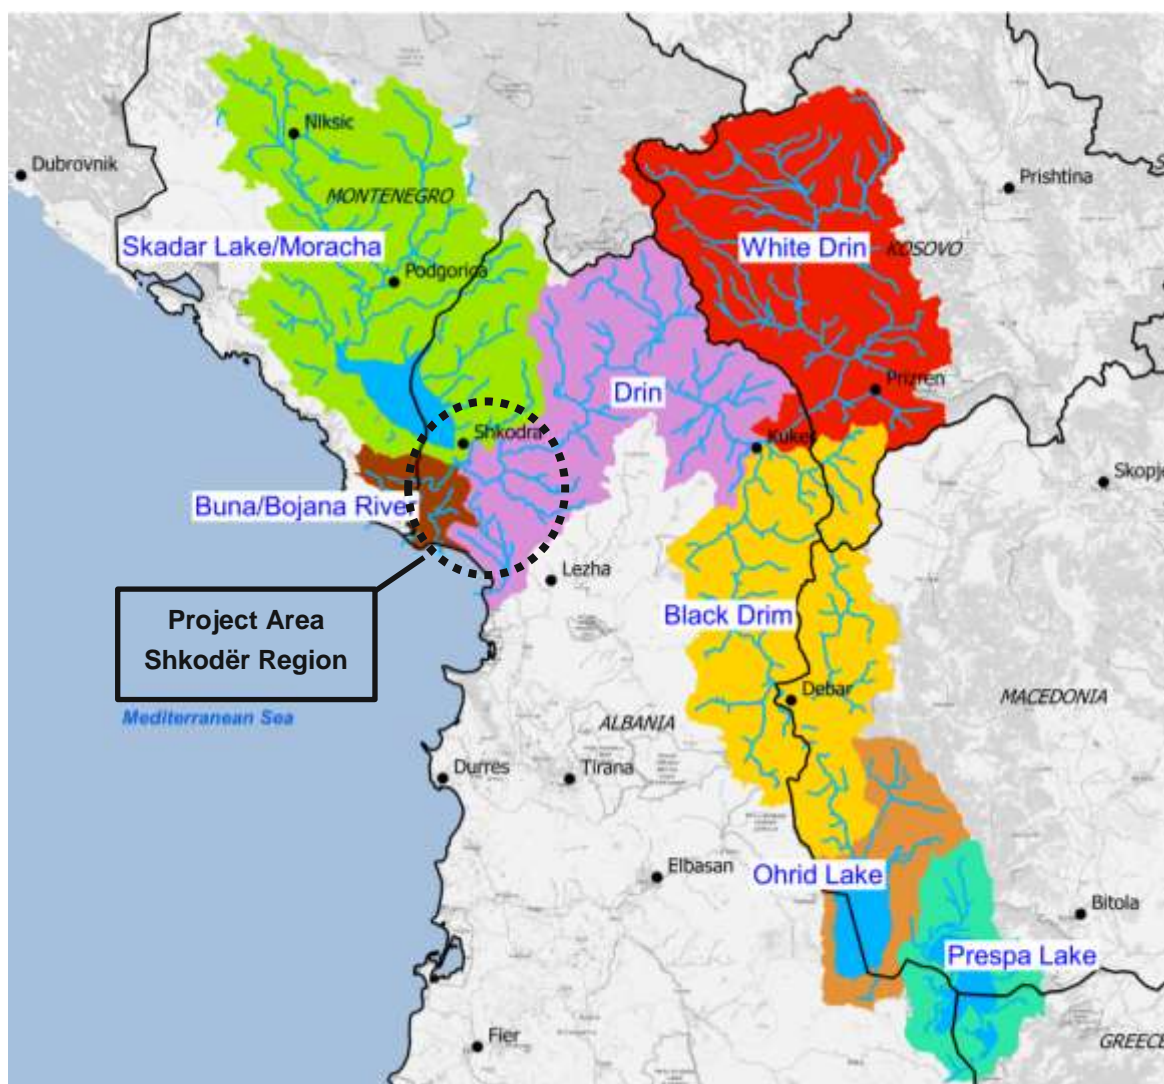 Niksic
Dubrovnik
Prishtina
MONTENEGRO
Skadar Lake/Moracha
White Drin
KOSOVO
Podgorica
Prizren
Drin
Shkodra
Kukes
Skopje
Buna/Bojana River
Lezha
Project Area
Shkodër Region
Black Drim
Debar
MACEDONIA
Mediterranean Sea
ALBANIA
Durres
Tirana
Elbasan
Ohrid Lake
Bitola
Prespa Lake
Fier
GREECE